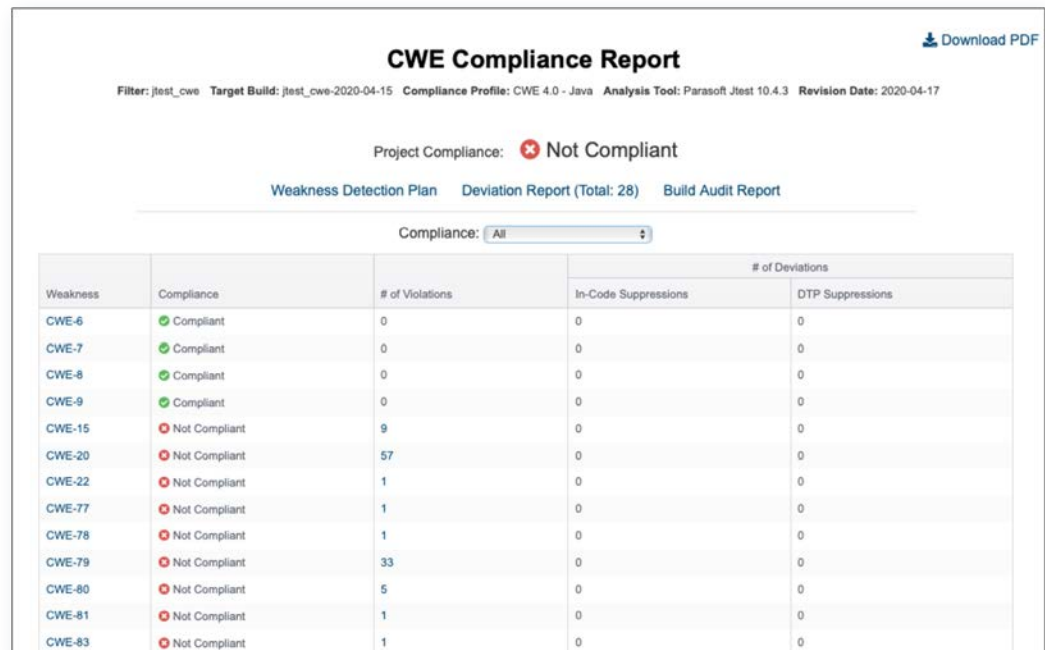 Download PDF
CWE Compliance Report
Filter: jtest_cwe Target Build: jtest_cwe-2020-04-15 Compliance Profile: CWE 4.0 - Java Analysis Tool: Parasoft Jtest 10.4.3 Revision Date: 2020-04-17
Project Compliance: Not Compliant
Weakness Detection Plan Deviation Report (Total: 28) Build Audit Report
Compliance: All
# of Deviations
Weakness Compliance # of Violations In-Code Suppressions DTP Suppressions
CWE-6 Compliant 0 0 0
CWE-7 Compliant 0 0 0
CWE-8 Compliant 0 0 0
CWE-9 Compliant 0 0 0
CWE-15 Not Compliant 9 0 0
CWE-20 Not Compliant 57 0 0
CWE-22 Not Compliant 1 0 0
CWE-77 Not Compliant 1 0 0
CWE-78 Not Compliant 1 0 0
CWE-79 Not Compliant 33 0 0
CWE-80 Not Compliant 5 0 0
CWE-81 Not Compliant 1 0 0
CWE-83 Not Compliant 1 0 0